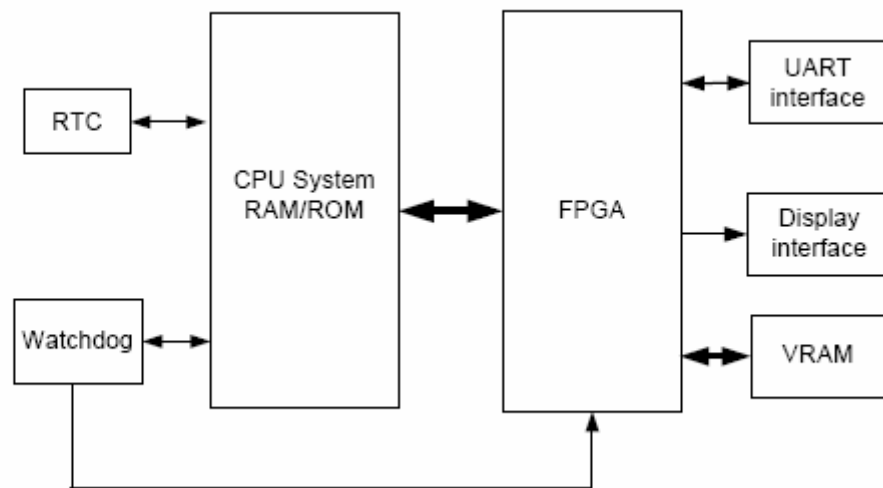 RTC
Watchdog
CPU System
RAM/ROM
FPGA
UART
interface
Display
interface
VRAM